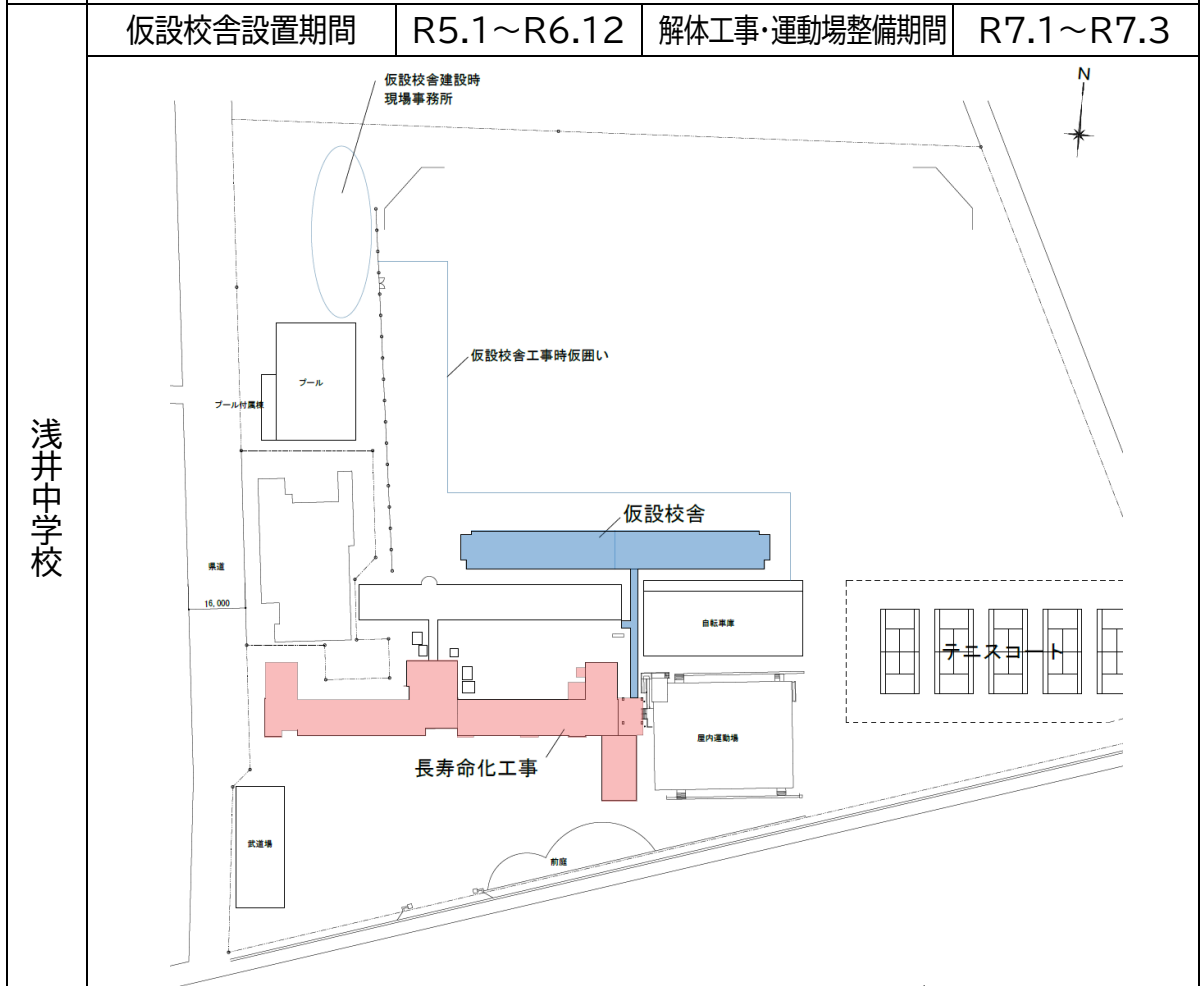 仮設校舎設置期間 R5.1～R6.12 解体工事・運動場整備期間 R7.1～R7.3
浅井中学校
仮設校舎建設時
現場事務所
N
仮設校舎工事時仮囲い
プール
プール付属棟
仮設校舎
県道
16,000
自転車庫
テニスコート
屋内運動場
長寿命化工事
武道場
前庭